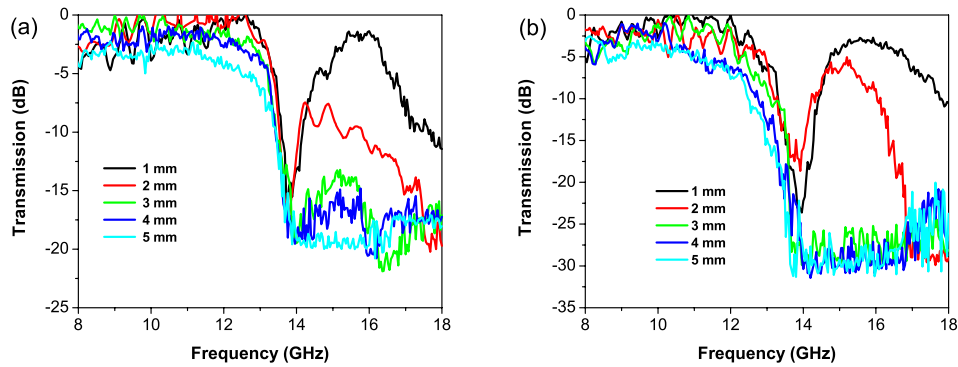 (a)
Transmission (dB)
0
-5
-10
-15
-20
-25
1 mm
2 mm
3 mm
4 mm
5 mm
8 10 12 14 16 18
Frequency (GHz)
(b)
Transmission (dB)
0
-5
-10
-15
-20
-25
-30
-35
1 mm
2 mm
3 mm
4 mm
5 mm
8 10 12 14 16 18
Frequency (GHz)